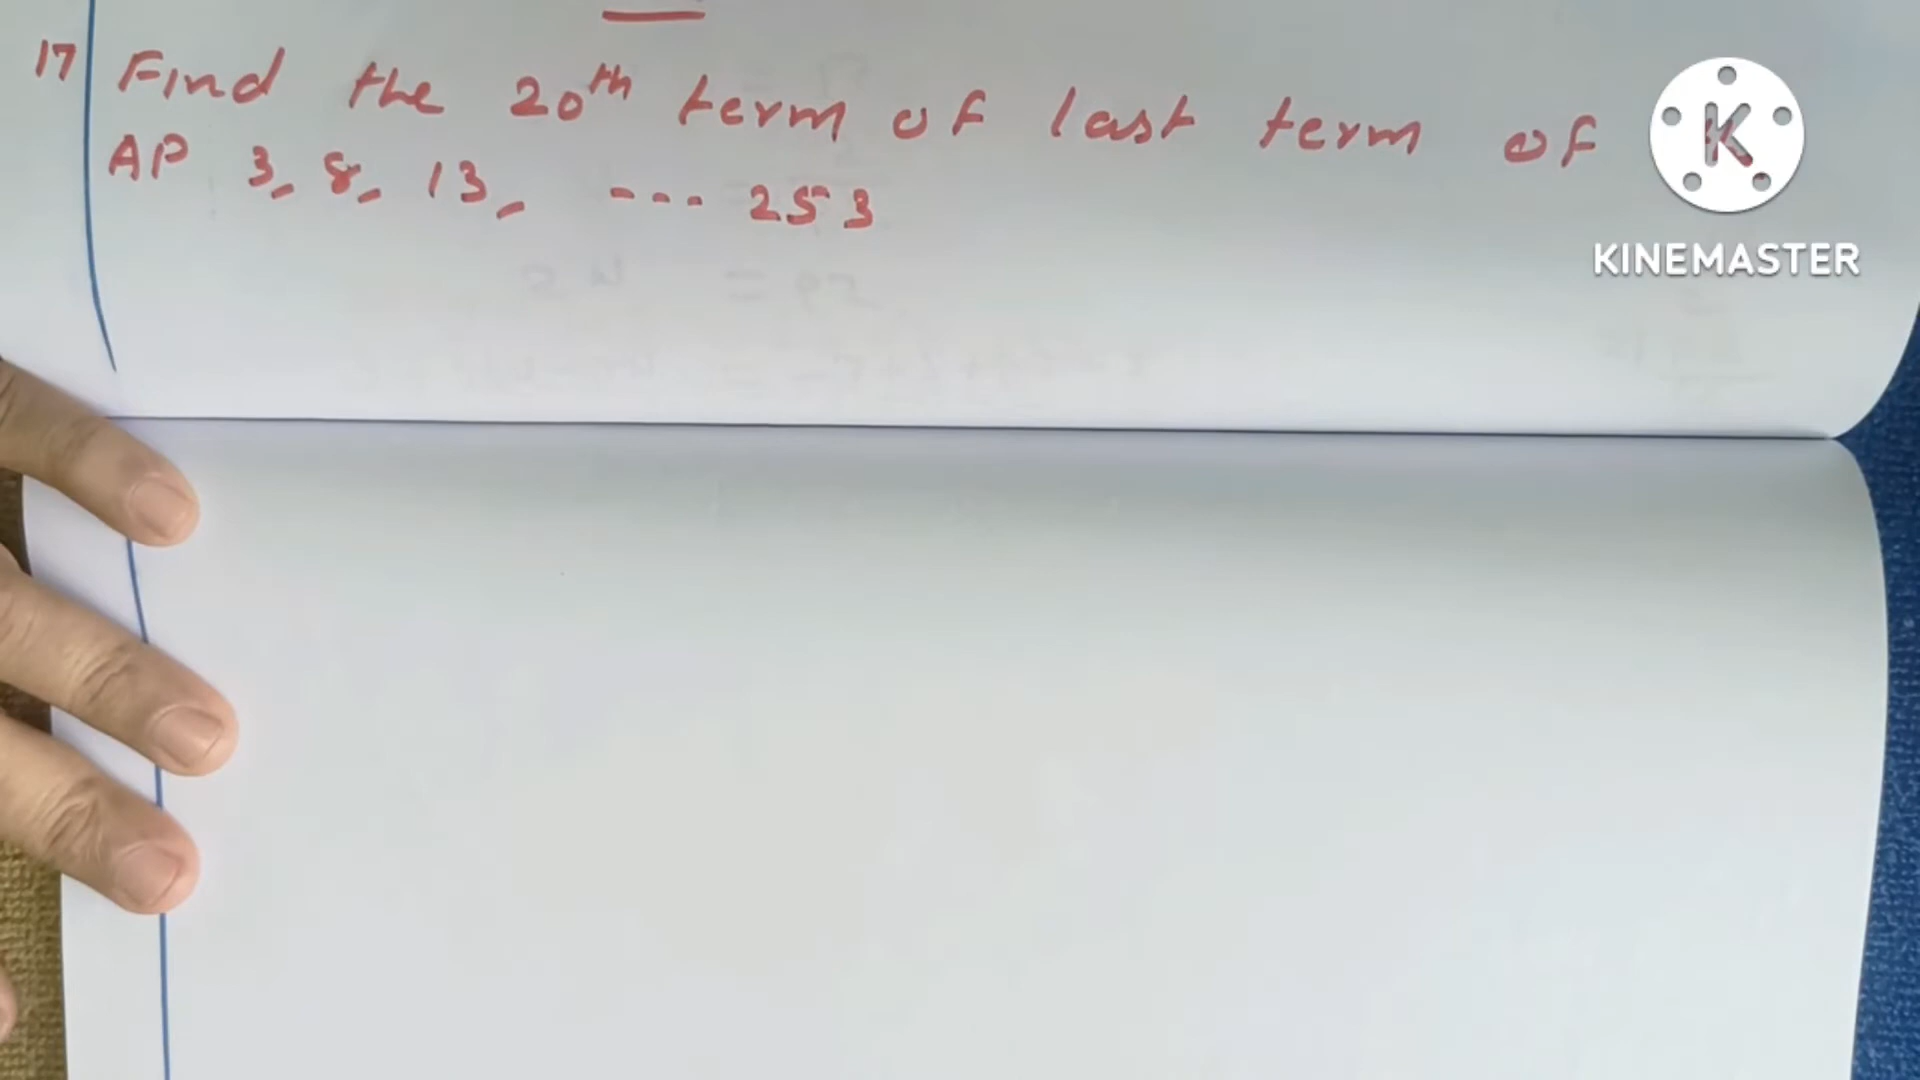 17 Find the 20th term of last term of
AP 3, 8, 13, --- 253
K
KINEMASTER